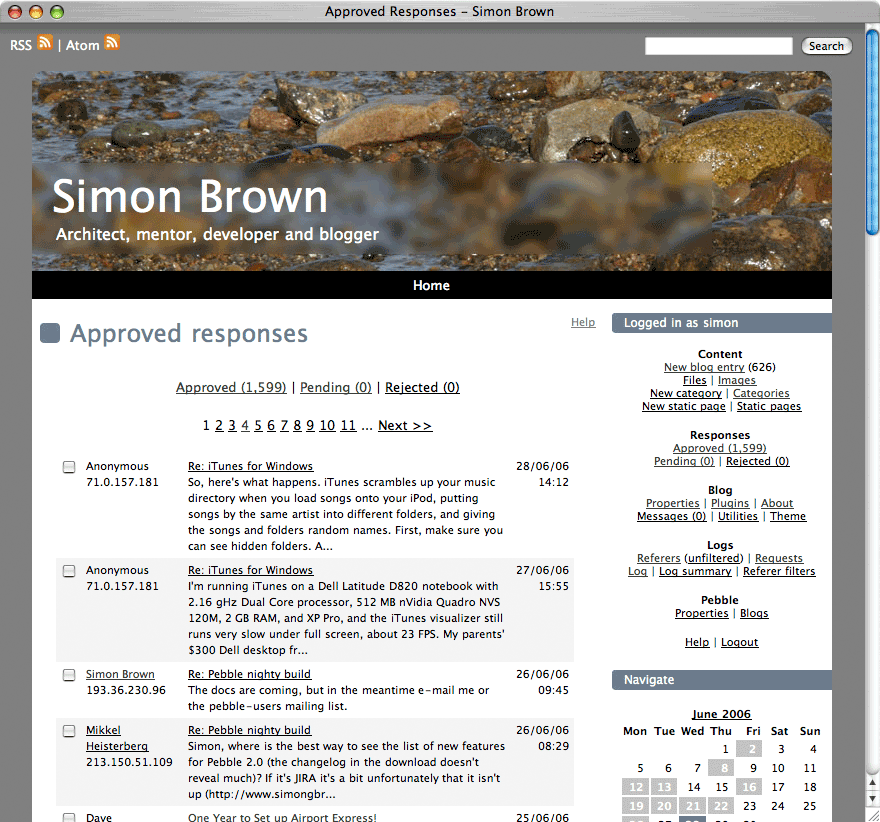 Approved Responses – Simon Brown
RSS | Atom
Search
Simon Brown
Architect, mentor, developer and blogger
Home
Approved responses
Help
Approved (1,599) | Pending (0) | Rejected (0)
1 2 3 4 5 6 7 8 9 10 11 ... Next >>
Anonymous
71.0.157.181
Re: iTunes for Windows
So, here's what happens. iTunes scrambles up your music
directory when you load songs onto your iPod, putting
songs by the same artist into different folders, and giving
the songs and folders random names. First, make sure you
can see hidden folders. A...
28/06/06
14:12
Anonymous
71.0.157.181
Re: iTunes for Windows
I'm running iTunes on a Dell Latitude D820 notebook with
2.16 gHz Dual Core processor, 512 MB nVidia Quadro NVS
120M, 2 GB RAM, and XP Pro, and the iTunes visualizer still
runs very slow under full screen, about 23 FPS. My parents'
$300 Dell desktop fr...
27/06/06
15:55
Simon Brown
193.36.230.96
Re: Pebble nighty build
The docs are coming, but in the meantime e-mail me or
the pebble-users mailing list.
26/06/06
09:45
Mikkel
Heisterberg
213.150.51.109
Re: Pebble nighty build
Simon, where is the best way to see the list of new features
for Pebble 2.0 (the changelog in the download doesn't
reveal much)? If it's JIRA it's a bit unfortunately that it isn't
up (http://www.simongbr...
26/06/06
08:29
Dave
One Year to Set up Airport Express!
25/06/06
Logged in as simon
Content
New blog entry (626)
Files | Images
New category | Categories
New static page | Static pages
Responses
Approved (1,599)
Pending (0) | Rejected (0)
Blog
Properties | Plugins | About
Messages (0) | Utilities | Theme
Logs
Referers (unfiltered) | Requests
Log | Log summary | Referer filters
Pebble
Properties | Blogs
Help | Logout
Navigate
June 2006
Mon Tue Wed Thu Fri Sat Sun
1 2 3 4
5 6 7 8 9 10 11
12 13 14 15 16 17 18
19 20 21 22 23 24 25